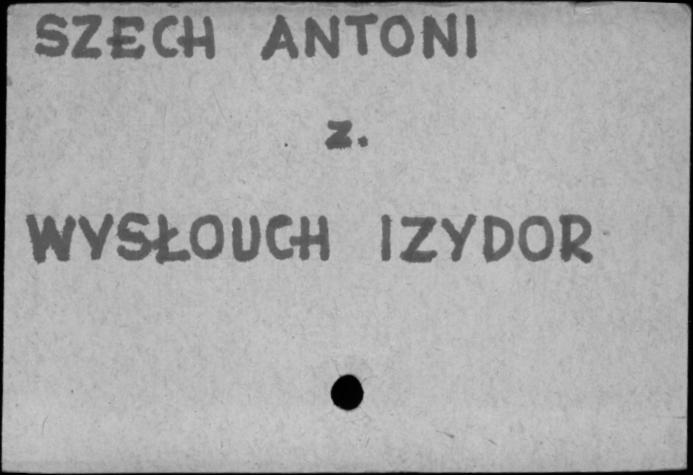 SZECH ANTONI
z.
WYSŁOUCH IZYDOR